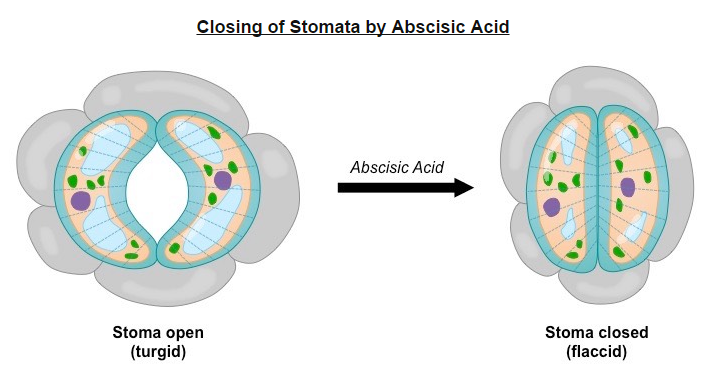 Closing of Stomata by Abscisic Acid
Abscisic Acid
Stoma open
(turgid)
Stoma closed
(flaccid)